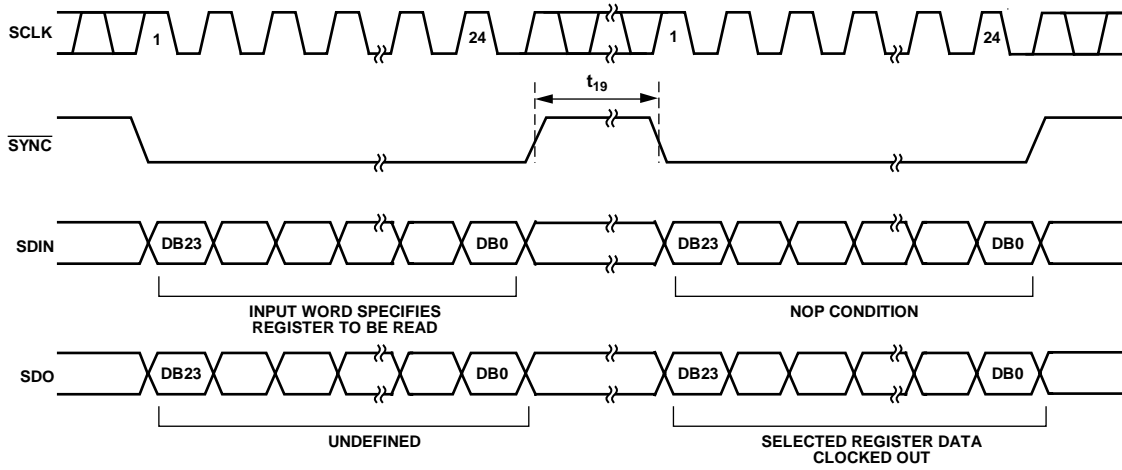 SCLK
1
24
1
24
t19
SYNC
SDIN
DB23
DB0
DB23
DB0
INPUT WORD SPECIFIES
REGISTER TO BE READ
NOP CONDITION
SDO
DB23
DB0
DB23
DB0
UNDEFINED
SELECTED REGISTER DATA
CLOCKED OUT